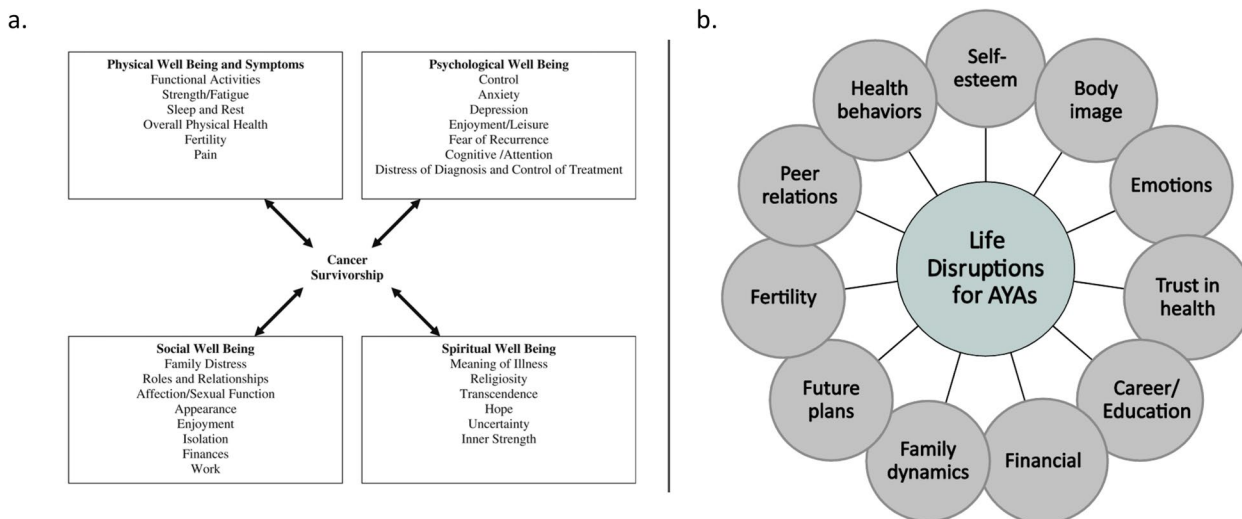 a.
Physical Well Being and Symptoms
Functional Activities
Strength/Fatigue
Sleep and Rest
Overall Physical Health
Fertility
Pain
Psychological Well Being
Control
Anxiety
Depression
Enjoyment/Leisure
Fear of Recurrence
Cognitive /Attention
Distress of Diagnosis and Control of Treatment
Cancer
Survivorship
Social Well Being
Family Distress
Roles and Relationships
Affection/Sexual Function
Appearance
Enjoyment
Isolation
Finances
Work
Spiritual Well Being
Meaning of Illness
Religiosity
Transcendence
Hope
Uncertainty
Inner Strength
b.
Self-
esteem
Body
image
Emotions
Trust in
health
Career/
Education
Financial
Family
dynamics
Future
plans
Fertility
Peer
relations
Health
behaviors
Life
Disruptions
for AYAs